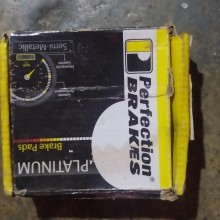 Perfection
BRAKES
®
Semi-Metallic
PLATINUM
Brake Pads